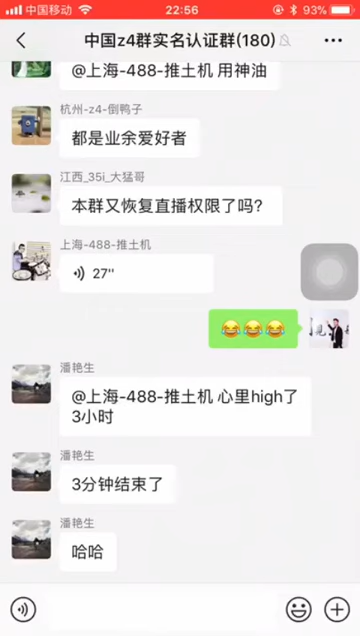 中国移动
22:56
93%
中国z4群实名认证群(180)
@上海-488-推土机 用神油
杭州-z4-倒鸭子
都是业余爱好者
江西_35i_大猛哥
本群又恢复直播权限了吗?
上海-488-推土机
27"
潘艳生
@上海-488-推土机 心里high了
3小时
潘艳生
3分钟结束了
潘艳生
哈哈